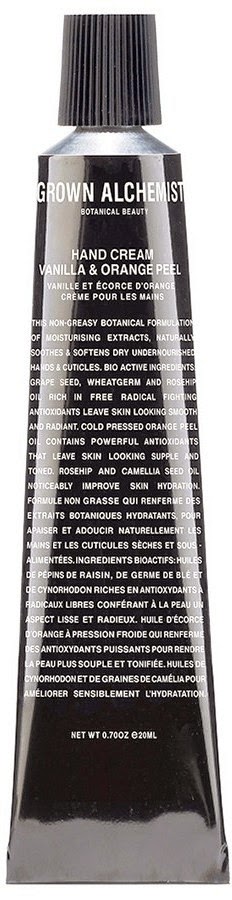 GROWN ALCHEMIST
BOTANICAL BEAUTY
HAND CREAM
VANILLA & ORANGE PEEL
VANILLE ET ÉCORCE D'ORANGE
CRÈME POUR LES MAINS
THIS NON-GREASY BOTANICAL FORMULATION
OF MOISTURISING EXTRACTS, NATURALLY
SOOTHES & SOFTENS DRY UNDERNOURISHED
HANDS & CUTICLES. BIO ACTIVE INGREDIENTS:
GRAPE SEED, WHEATGERM AND ROSEHIP
OIL RICH IN FREE RADICAL FIGHTING
ANTIOXIDANTS LEAVE SKIN LOOKING SMOOTH
AND RADIANT. COLD PRESSED ORANGE PEEL
OIL CONTAINS POWERFUL ANTIOXIDANTS
THAT LEAVE SKIN LOOKING SUPPLE AND
TONED. ROSEHIP AND CAMELLIA SEED OIL
NOTICEABLY IMPROVE SKIN HYDRATION.
FORMULE NON GRASSE QUI RENFERME DES
EXTRAITS BOTANIQUES HYDRATANTS, POUR
APAISER ET ADOUCIR NATURELLEMENT LES
MAINS ET LES CUTICULES SÈCHES ET SOUS-
ALIMENTÉES. INGREDIENTS BIOACTIFS: HUILES
DE PÉPINS DE RAISIN, DE GERME DE BLÉ ET
DE CYNORHODON RICHES EN ANTIOXYDANTS À
RADICAUX LIBRES CONFÉRANT À LA PEAU UN
ASPECT LISSE ET RADIEUX. HUILE D'ÉCORCE
D'ORANGE À PRESSION FROIDE QUI RENFERME
DES ANTIOXYDANTS PUISSANTS POUR RENDRE
LA PEAU PLUS SOUPLE ET TONIFIÉE. HUILES DE
CYNORHODON ET DE GRAINES DE CAMÉLIA POUR
AMÉLIORER SENSIBLEMENT L'HYDRATATION.
NET WT 0.70OZ ℮20ML